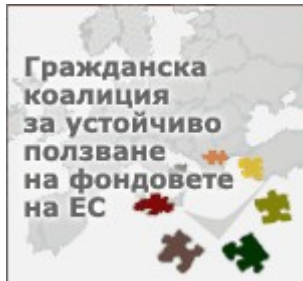 Гражданска
коалиция
за устойчиво
ползване
на фондовете
на ЕС